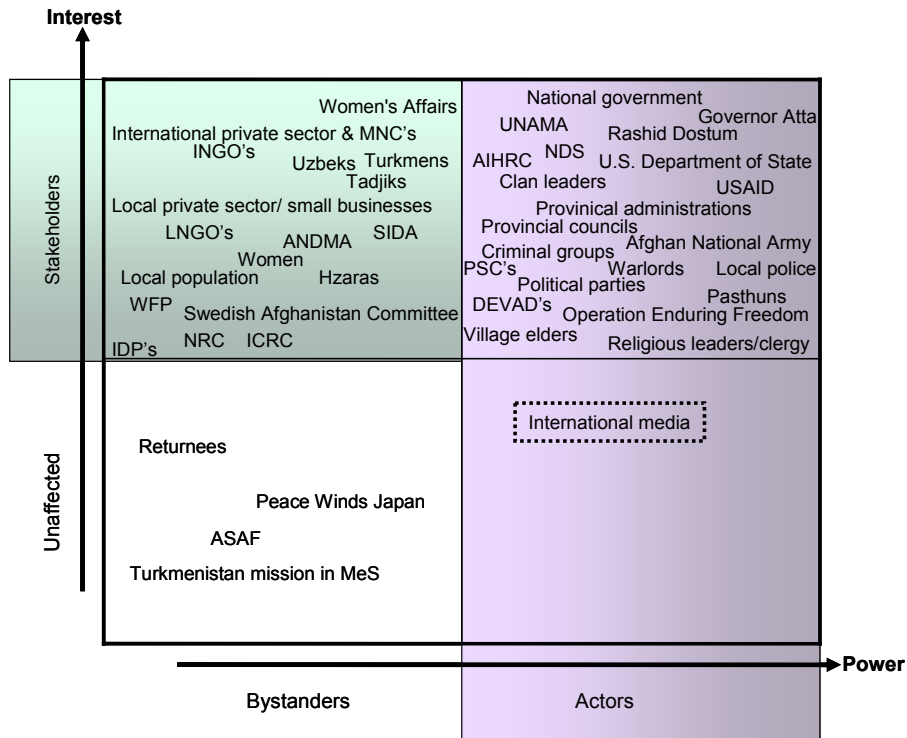 Interest
Women's Affairs
International private sector & MNC's
INGO's
Uzbeks
Turkmens
Tadjiks
Local private sector/ small businesses
LNGO's
ANDMA
SIDA
Women
Local population
Hzaras
WFP
Swedish Afghanistan Committee
NRC
ICRC
IDP's
National government
Governor Atta
UNAMA
Rashid Dostum
NDS
AIHRC
U.S. Department of State
Clan leaders
USAID
Provinical administrations
Provincial councils
Afghan National Army
Criminal groups
PSC's
Warlords
Local police
Political parties
Pasthuns
DEVAD's
Operation Enduring Freedom
Village elders
Religious leaders/clergy
Stakeholders
Unaffected
Returnees
Peace Winds Japan
ASAF
Turkmenistan mission in MeS
International media
Power
Bystanders
Actors